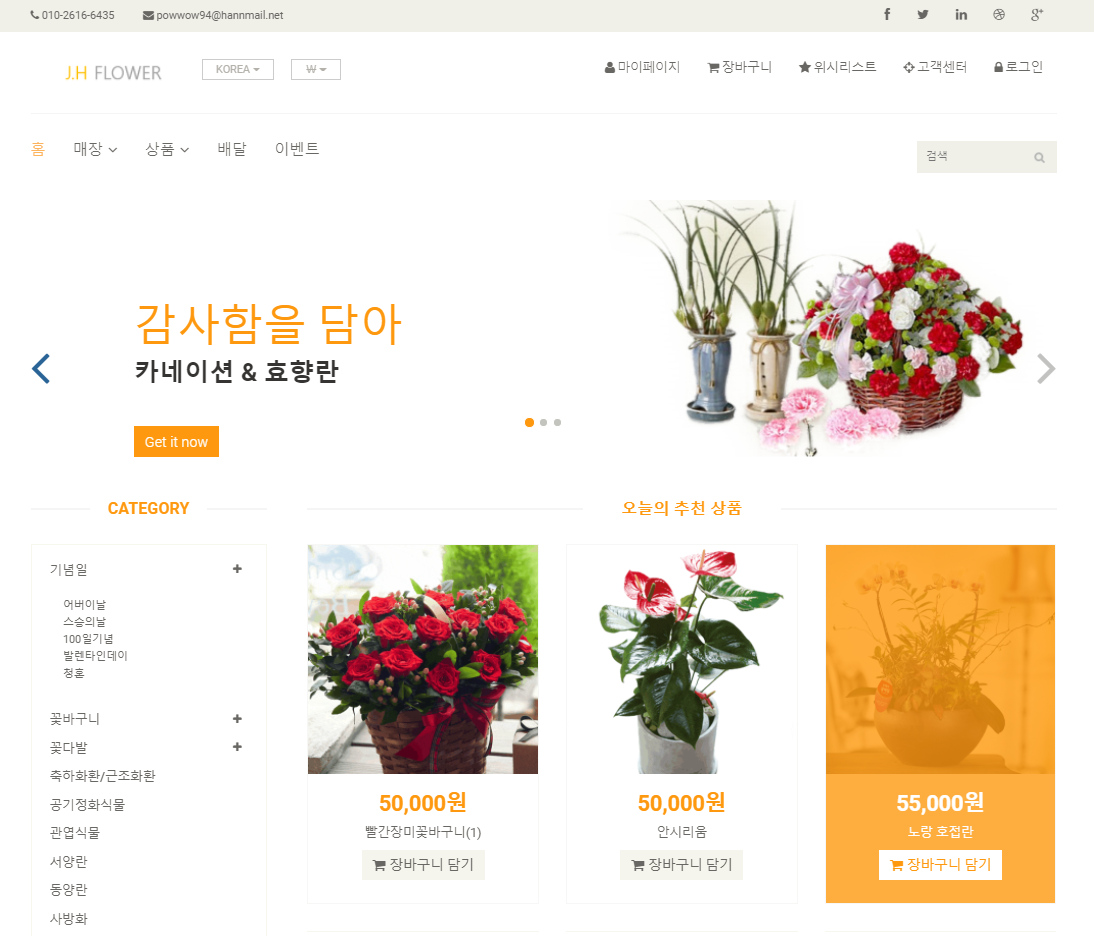 010-2616-6435 powwow94@hannmail.net
J.H FLOWER KOREA ₩ 마이페이지 장바구니 위시리스트 고객센터 로그인
홈 매장 상품 배달 이벤트 검색
감사함을 담아
카네이션 & 효향란
Get it now
CATEGORY
기념일
어버이날
스승의날
100일기념
발렌타인데이
청혼
꽃바구니
꽃다발
축하화환/근조화환
공기정화식물
관엽식물
서양란
동양란
사방화
오늘의 추천 상품
50,000원
빨간장미꽃바구니(1)
장바구니 담기
50,000원
안시리움
장바구니 담기
55,000원
노랑 호접란
장바구니 담기